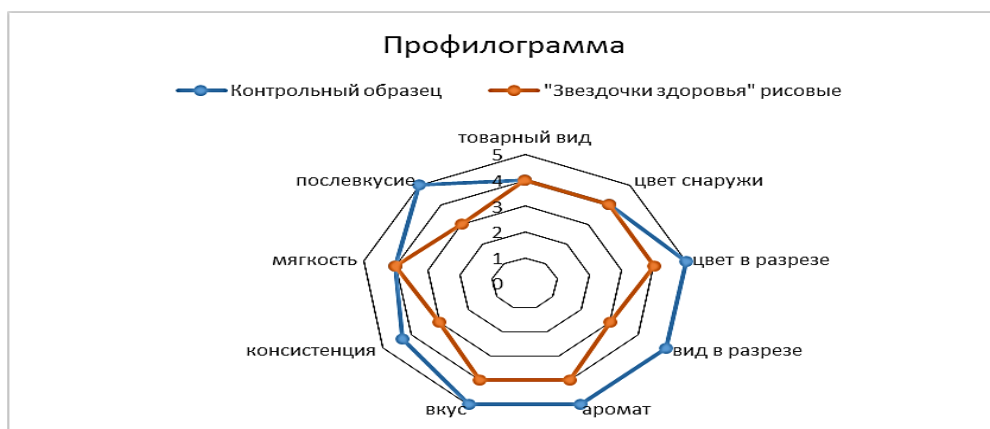 Профилограмма
Контрольный образец "Звездочки здоровья" рисовые
товарный вид
5
послевкусие 4 цвет снаружи
3
2
мягкость 1 цвет в разрезе
0
консистенция вид в разрезе
вкус аромат